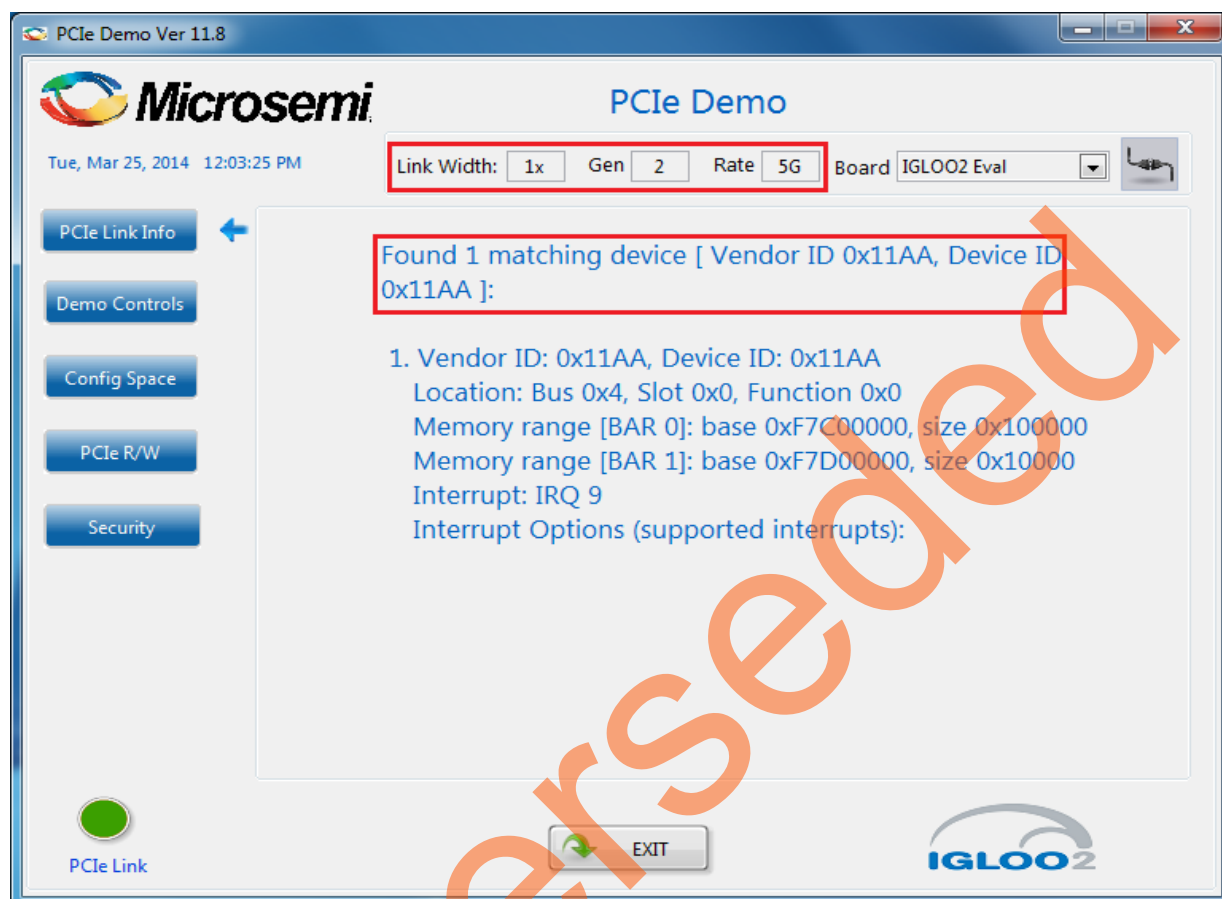 PCIe Demo Ver 11.8
Microsemi
PCIe Demo
Tue, Mar 25, 2014 12:03:25 PM
Link Width: 1x Gen 2 Rate 5G Board IGLOO2 Eval
PCIe Link Info
Demo Controls
Config Space
PCIe R/W
Security
Found 1 matching device [ Vendor ID 0x11AA, Device ID
0x11AA ]:
1. Vendor ID: 0x11AA, Device ID: 0x11AA
Location: Bus 0x4, Slot 0x0, Function 0x0
Memory range [BAR 0]: base 0xF7C00000, size 0x100000
Memory range [BAR 1]: base 0xF7D00000, size 0x10000
Interrupt: IRQ 9
Interrupt Options (supported interrupts):
PCIe Link
EXIT
IGLOO2
erseded